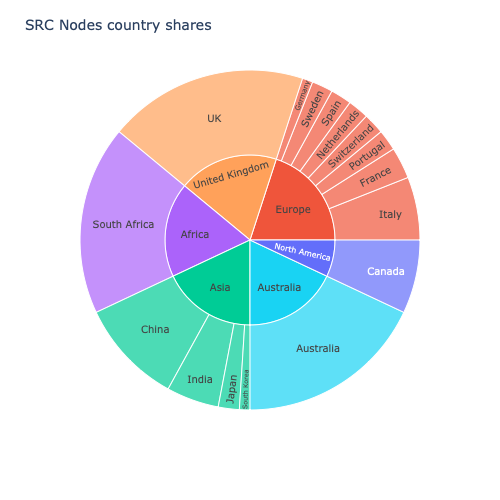 SRC Nodes country shares
UK
Germany
Sweden
Spain
Netherlands
Switzerland
Portugal
France
Italy
United Kingdom
Europe
South Africa
Africa
North America
Canada
Asia
Australia
China
Australia
India
Japan
South Korea